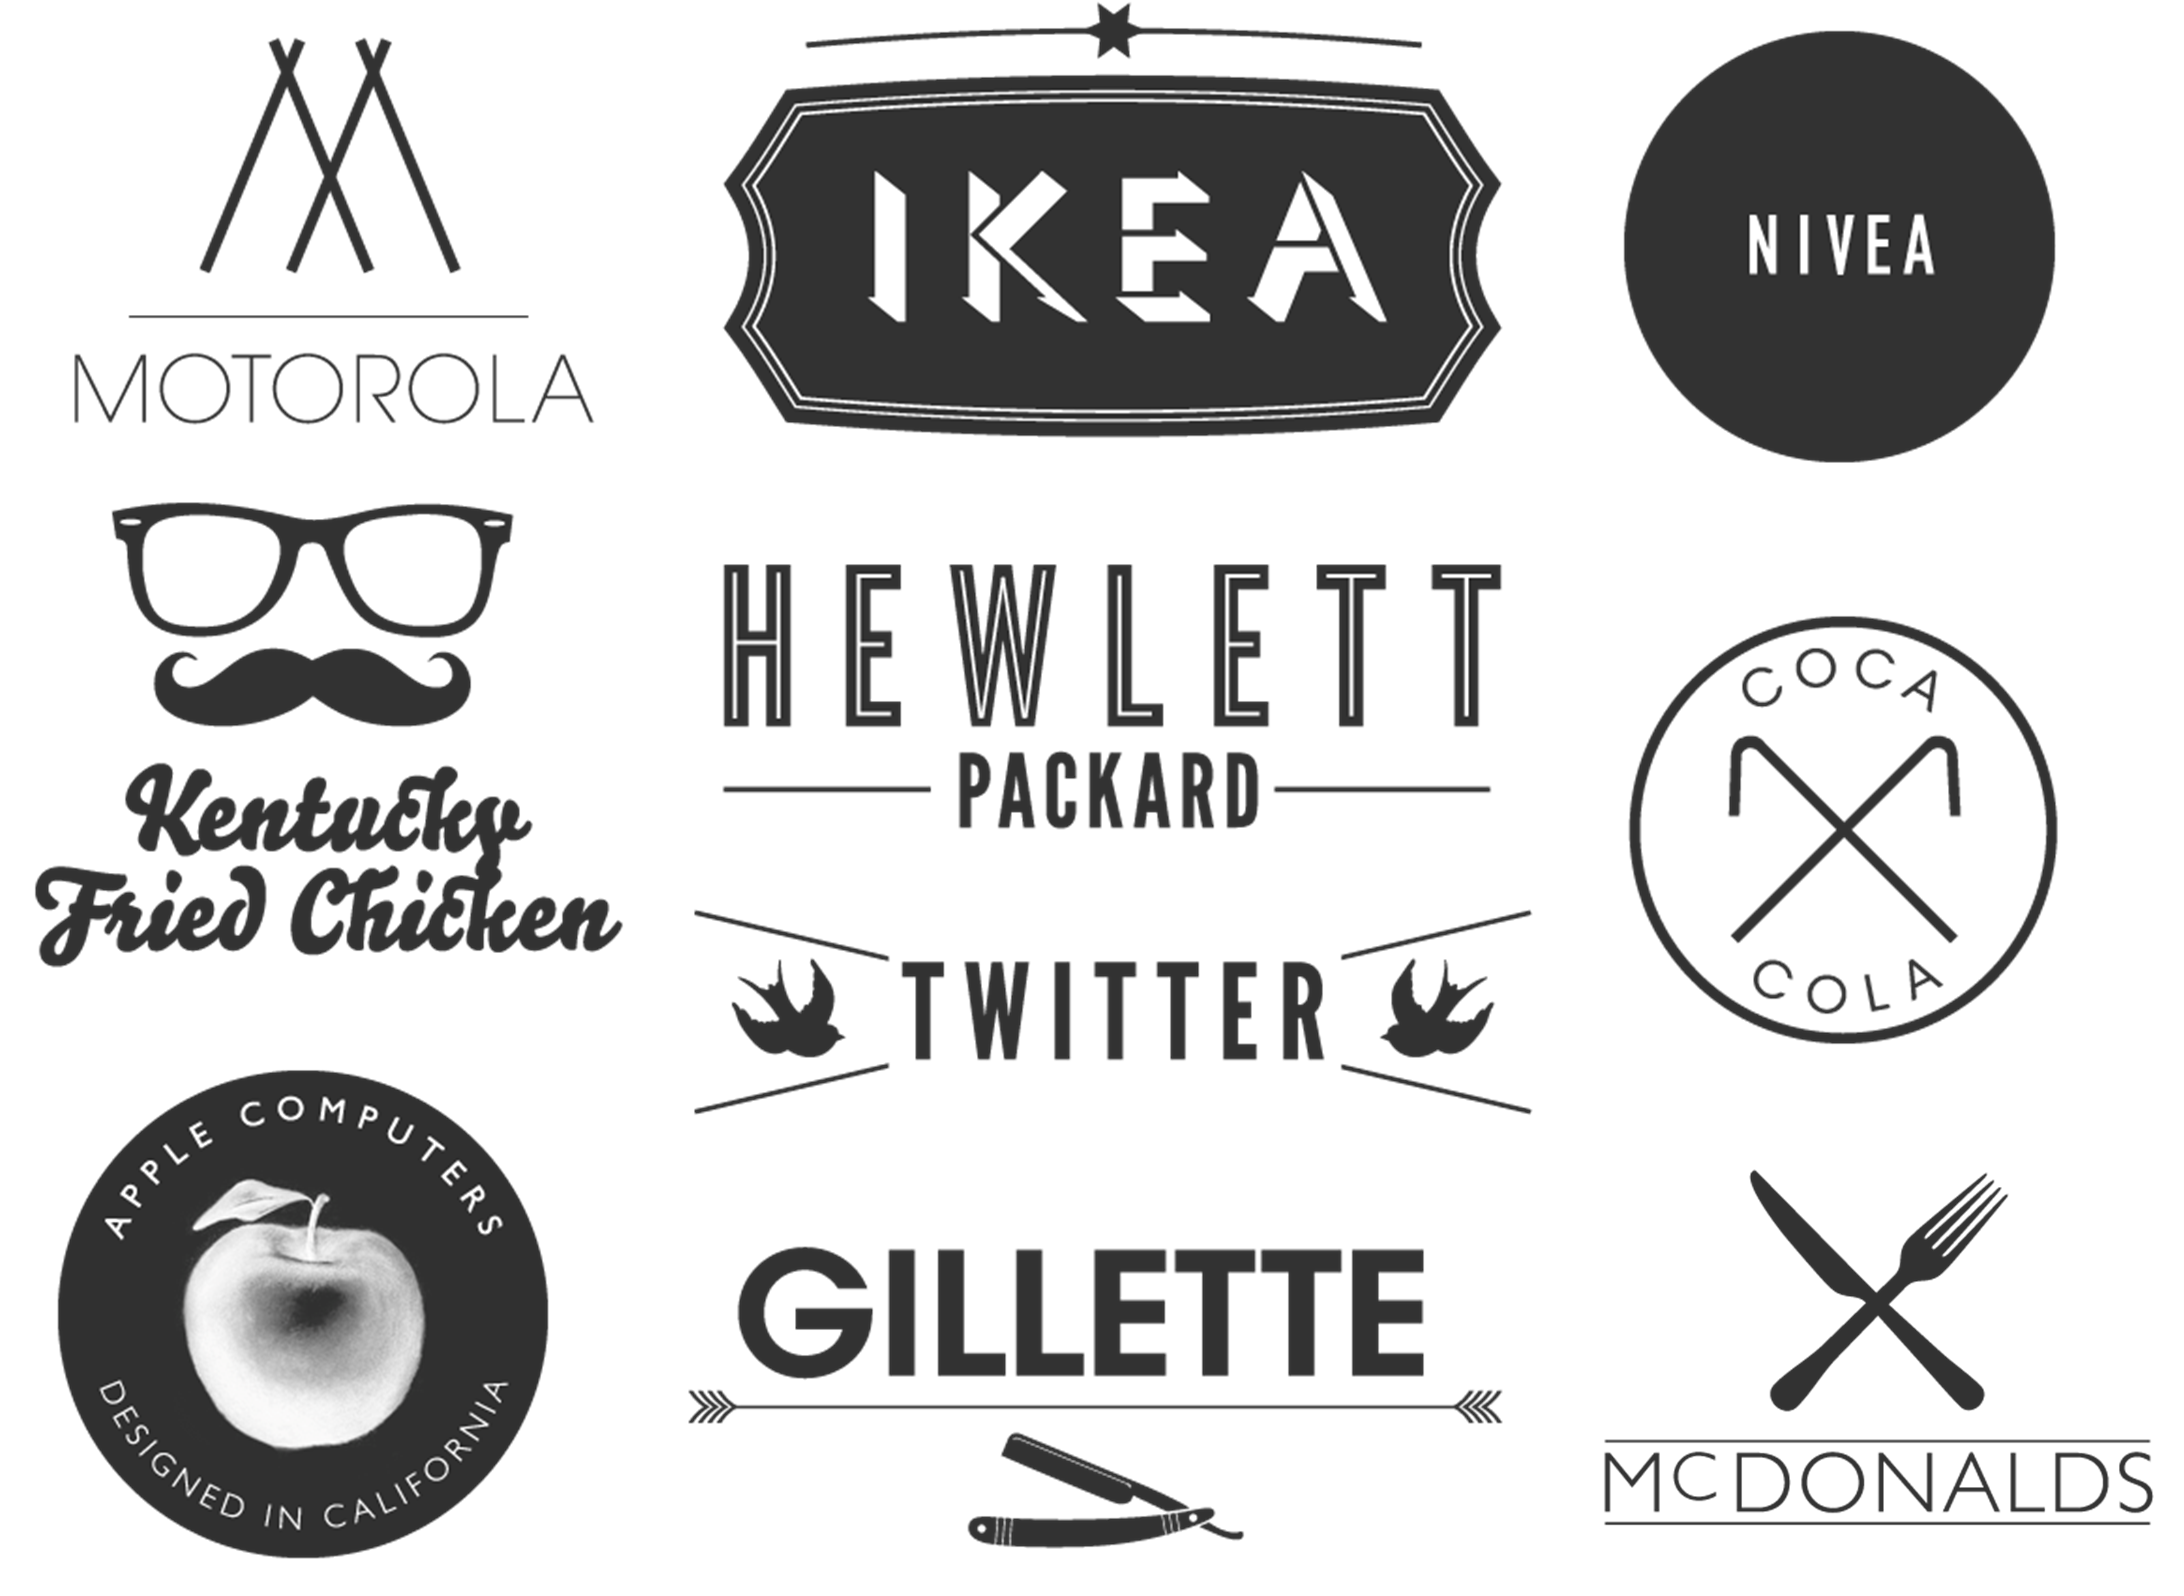 MOTOROLA
IKEA
NIVEA
Kentucky
Fried Chicken
HEWLETT
PACKARD
COCA
COLA
TWITTER
APPLE COMPUTERS
DESIGNED IN CALIFORNIA
GILLETTE
McDONALDS